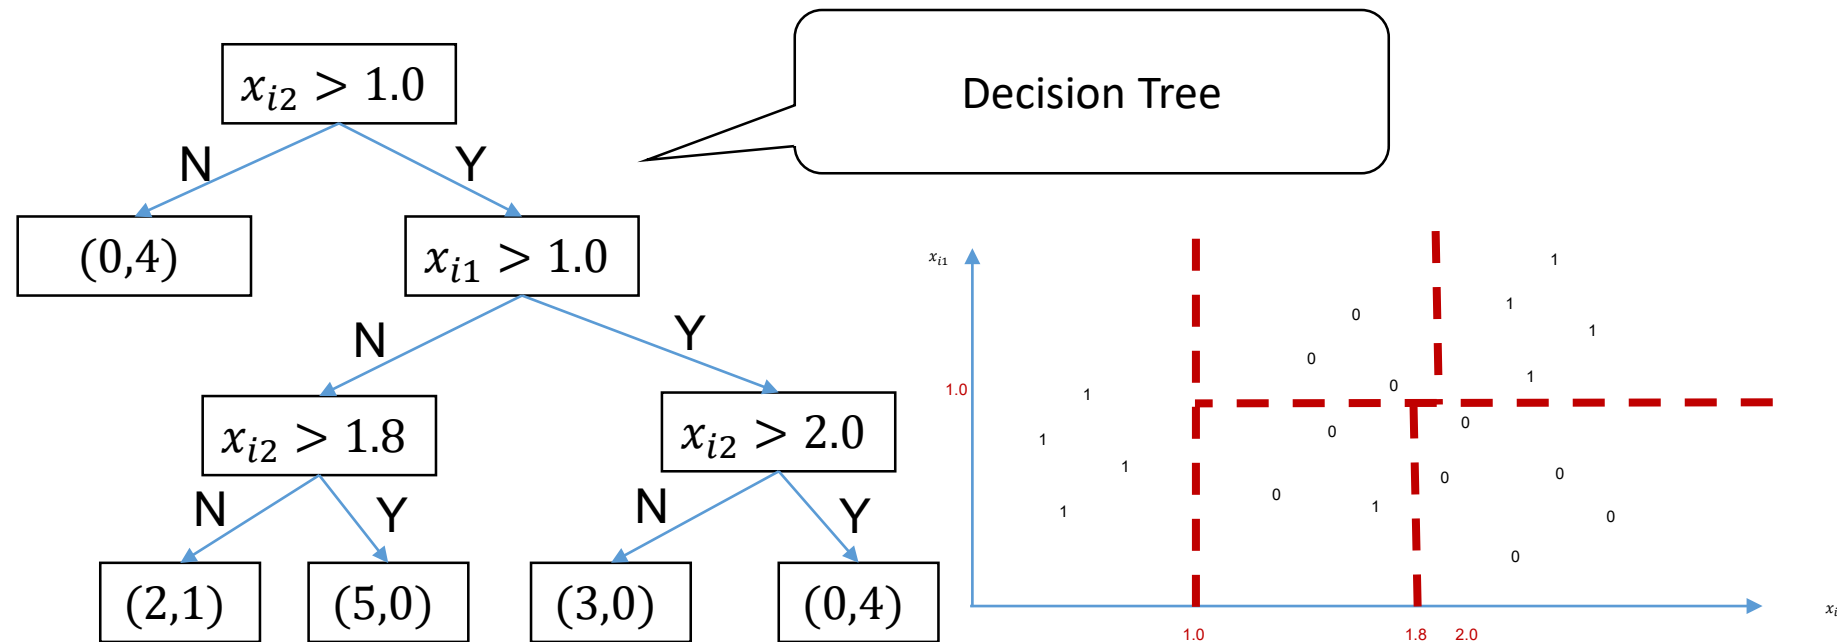 x_{i2} > 1.0
Decision Tree
N
Y
(0,4)
x_{i1} > 1.0
N
Y
x_{i2} > 1.8
x_{i2} > 2.0
N
Y
N
Y
(2,1)
(5,0)
(3,0)
(0,4)
x_{i1}
1
1
0
1
0
1
0
1.0
1
0
0
1
1
0
0
0
1
1
0
0
0
x_i
1.0
1.8
2.0